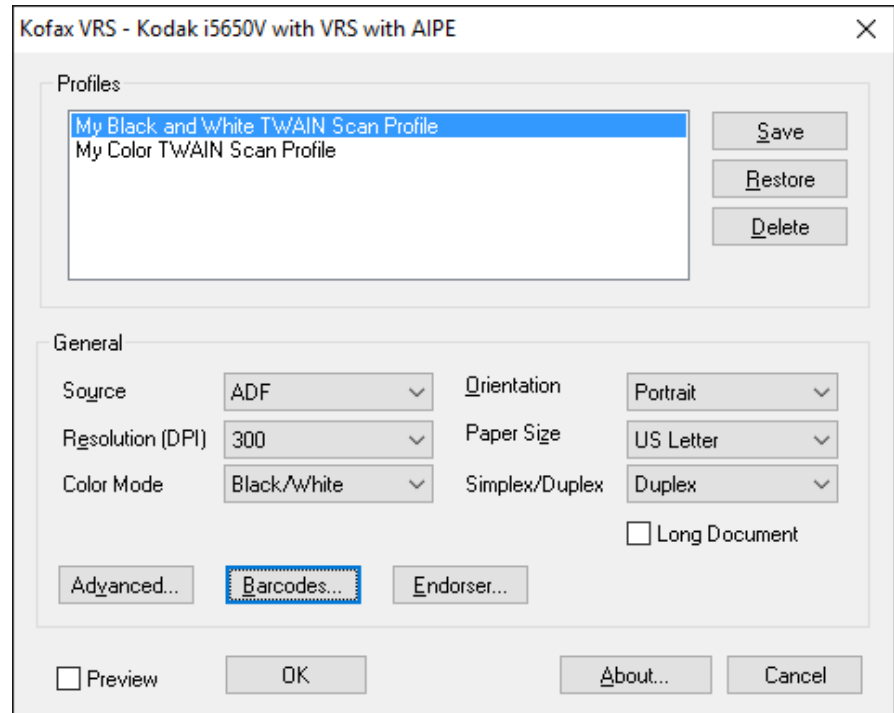 Kofax VRS - Kodak i5650V with VRS with AIPE
Profiles
My Black and White TWAIN Scan Profile
My Color TWAIN Scan Profile
Save
Restore
Delete
General
Source ADF Orientation Portrait
Resolution (DPI) 300 Paper Size US Letter
Color Mode Black/White Simplex/Duplex Duplex
Long Document
Advanced... Barcodes... Endorser...
Preview OK About... Cancel